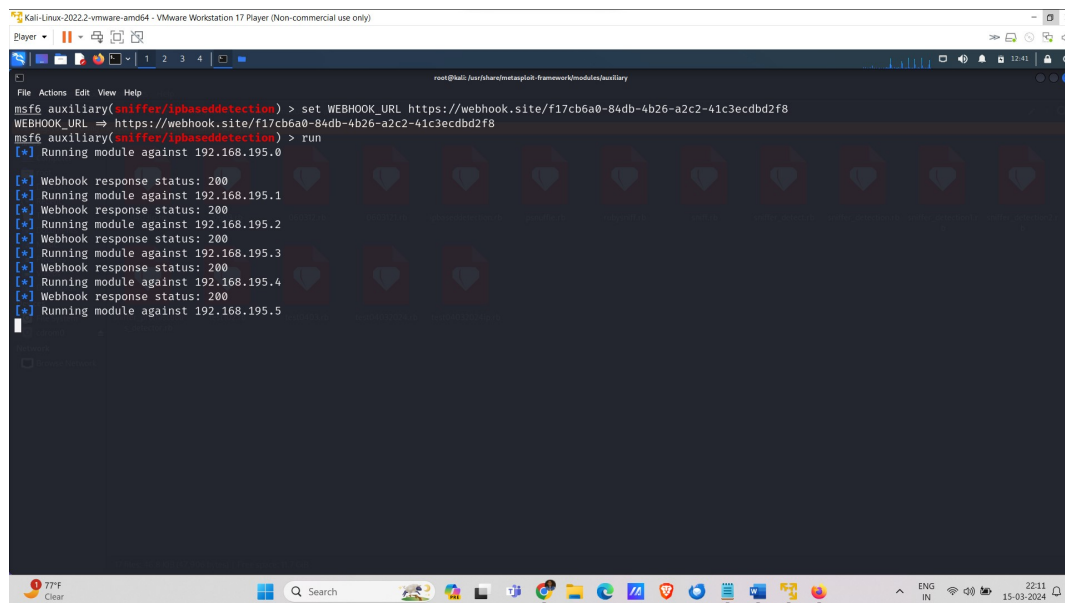 Kali-Linux-2022.2-vmware-amd64 - VMware Workstation 17 Player (Non-commercial use only)
Player
1 2 3 4
12:41
root@kali: /usr/share/metasploit-framework/modules/auxiliary
File Actions Edit View Help
msf6 auxiliary(sniffer/ipbaseddetection) > set WEBHOOK_URL https://webhook.site/f17cb6a0-84db-4b26-a2c2-41c3ecdbd2f8
WEBHOOK_URL ⇒ https://webhook.site/f17cb6a0-84db-4b26-a2c2-41c3ecdbd2f8
msf6 auxiliary(sniffer/ipbaseddetection) > run
[*] Running module against 192.168.195.0
[*] Webhook response status: 200
[*] Running module against 192.168.195.1
[*] Webhook response status: 200
[*] Running module against 192.168.195.2
[*] Webhook response status: 200
[*] Running module against 192.168.195.3
[*] Webhook response status: 200
[*] Running module against 192.168.195.4
[*] Webhook response status: 200
[*] Running module against 192.168.195.5
1
77°F
Clear
Search
PRE
ENG
IN
22:11
15-03-2024